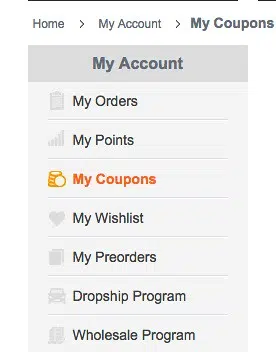 Home > My Account > My Coupons
My Account
My Orders
My Points
My Coupons
My Wishlist
My Preorders
Dropship Program
Wholesale Program